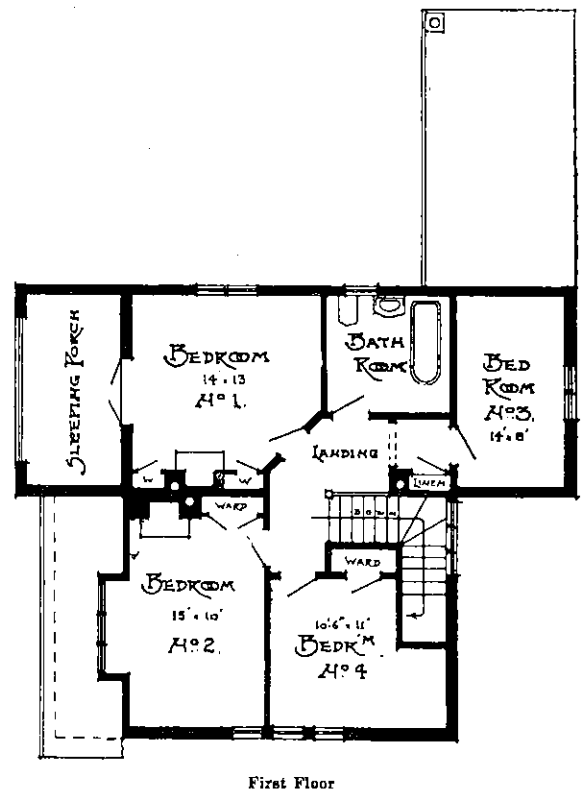 SLEEPING PORCH
BEDROOM
14 × 13
No 1.
W
W
BATH
ROOM
BED
ROOM
No 3.
14' × 8'
LANDING
LINEN
DOWN
WARD
BEDROOM
15' × 10'
No 2.
WARD
10'6" × 11'
BEDR'M
No 4
First Floor